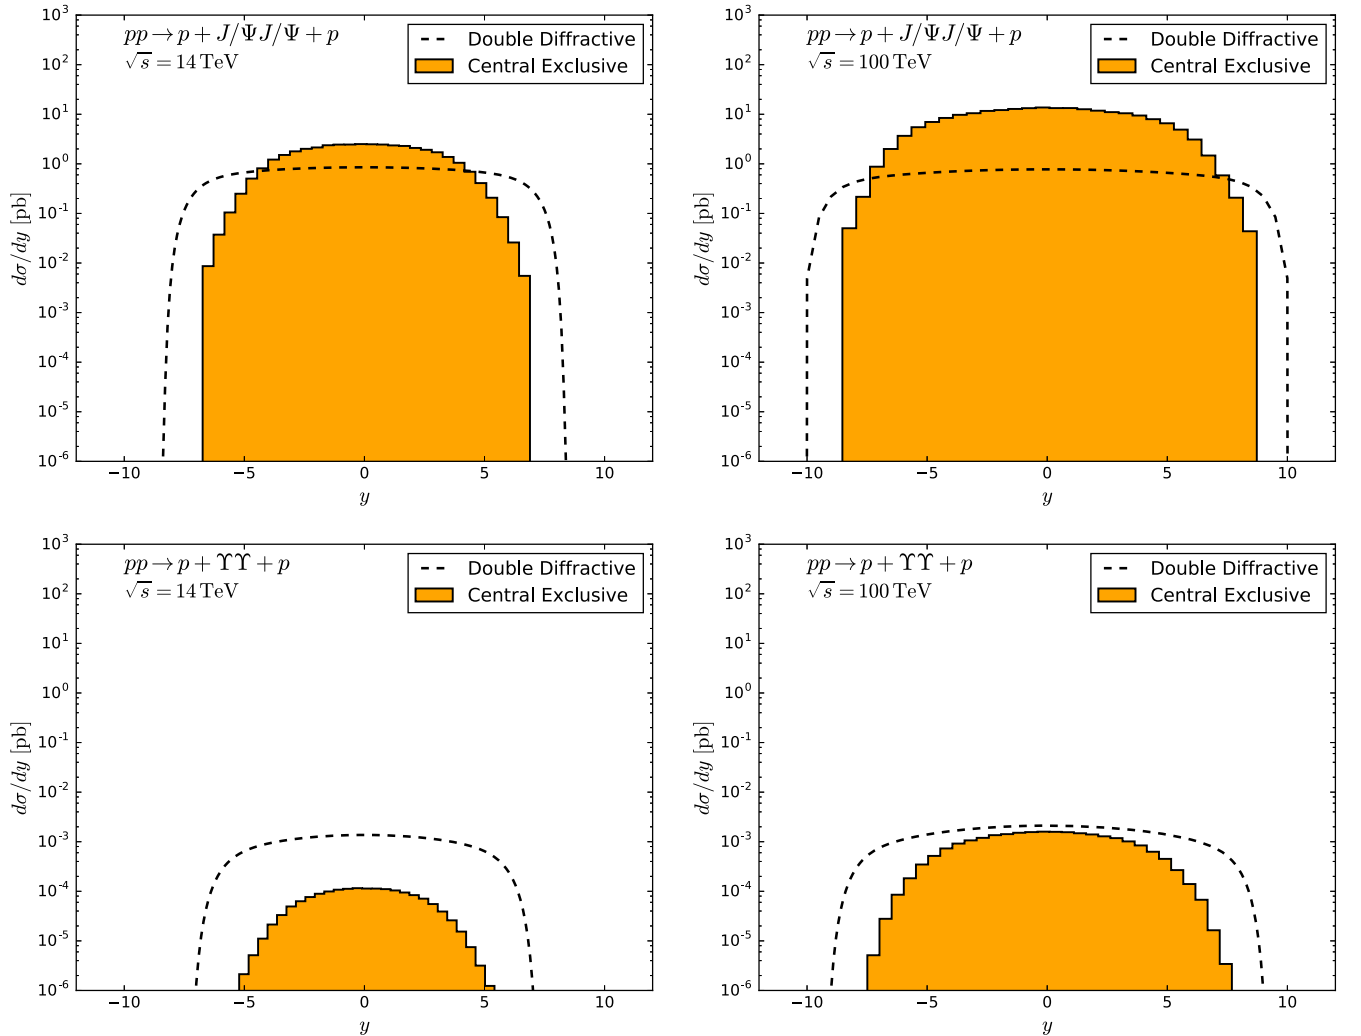 pp → p + J/Ψ J/Ψ + p
√s = 14 TeV
Double Diffractive
Central Exclusive
10³
10²
10¹
10⁰
10⁻¹
10⁻²
10⁻³
10⁻⁴
10⁻⁵
10⁻⁶
dσ/dy [pb]
−10 −5 0 5 10
y
pp → p + J/Ψ J/Ψ + p
√s = 100 TeV
Double Diffractive
Central Exclusive
10³
10²
10¹
10⁰
10⁻¹
10⁻²
10⁻³
10⁻⁴
10⁻⁵
10⁻⁶
dσ/dy [pb]
−10 −5 0 5 10
y
pp → p + ϒϒ + p
√s = 14 TeV
Double Diffractive
Central Exclusive
10³
10²
10¹
10⁰
10⁻¹
10⁻²
10⁻³
10⁻⁴
10⁻⁵
10⁻⁶
dσ/dy [pb]
−10 −5 0 5 10
y
pp → p + ϒϒ + p
√s = 100 TeV
Double Diffractive
Central Exclusive
10³
10²
10¹
10⁰
10⁻¹
10⁻²
10⁻³
10⁻⁴
10⁻⁵
10⁻⁶
dσ/dy [pb]
−10 −5 0 5 10
y